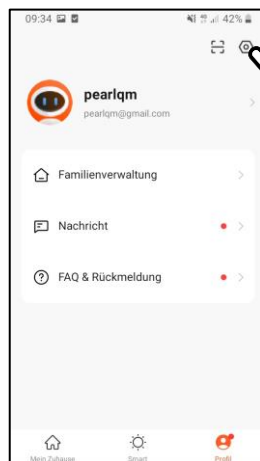 09:34 42%
pearlqm
pearlqm@gmail.com
Familienverwaltung
Nachricht
FAQ & Rückmeldung
Mein Zuhause Smart Profil